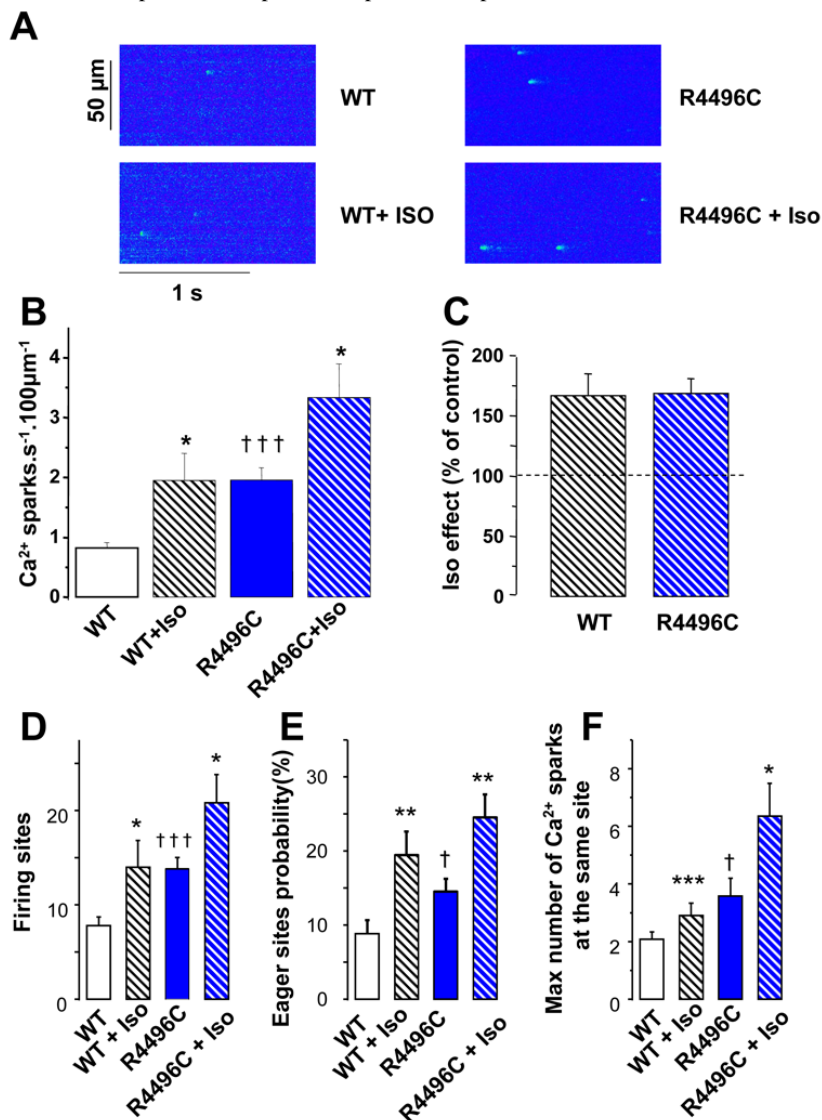 A
50 µm
WT
R4496C
WT+ ISO
R4496C + Iso
1 s
B
Ca²⁺ sparks.s⁻¹.100µm⁻¹
4
3
2
1
0
*
†††
*
WT
WT+Iso
R4496C
R4496C+Iso
C
Iso effect (% of control)
200
150
100
50
0
WT
R4496C
D
Firing sites
20
10
0
*
†††
*
WT
WT + Iso
R4496C
R4496C + Iso
E
Eager sites probability(%)
30
20
10
0
**
†
**
WT
WT + Iso
R4496C
R4496C + Iso
F
Max number of Ca²⁺ sparks
at the same site
8
6
4
2
0
***
†
*
WT
WT + Iso
R4496C
R4496C + Iso